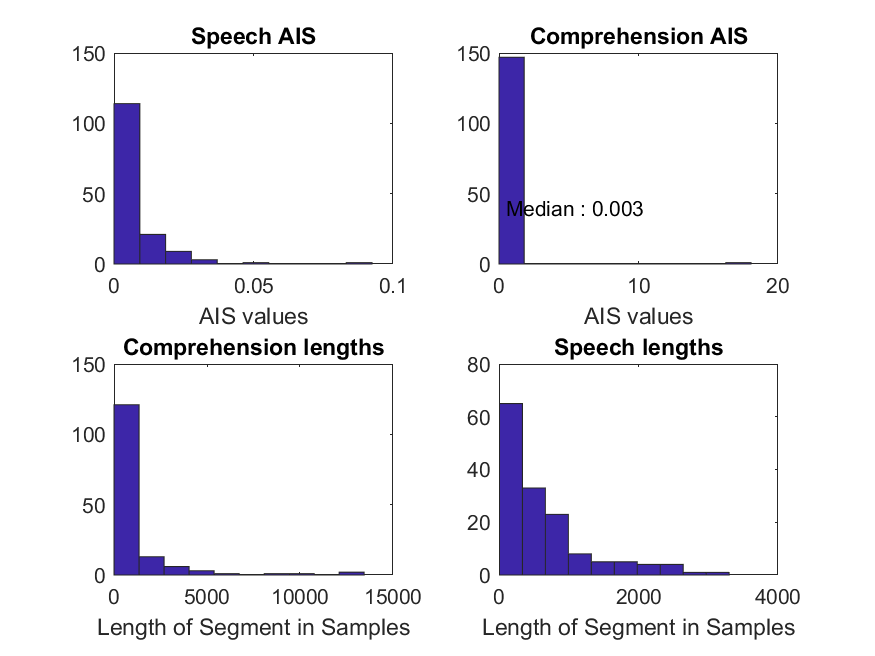 Speech AIS
150
100
50
0
0 0.05 0.1
AIS values
Comprehension AIS
150
100
50
0
Median : 0.003
0 10 20
AIS values
Comprehension lengths
150
100
50
0
0 5000 10000 15000
Length of Segment in Samples
Speech lengths
80
60
40
20
0
0 2000 4000
Length of Segment in Samples